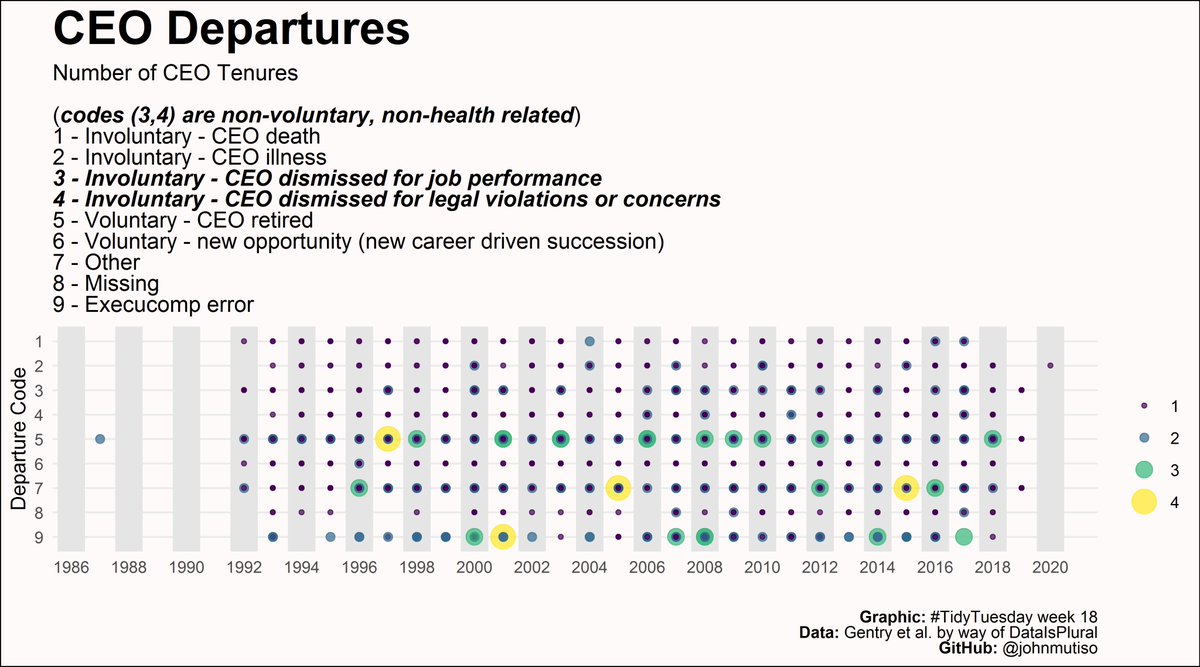 CEO Departures
Number of CEO Tenures
(codes (3,4) are non-voluntary, non-health related)
1 - Involuntary - CEO death
2 - Involuntary - CEO illness
3 - Involuntary - CEO dismissed for job performance
4 - Involuntary - CEO dismissed for legal violations or concerns
5 - Voluntary - CEO retired
6 - Voluntary - new opportunity (new career driven succession)
7 - Other
8 - Missing
9 - Execucomp error
Departure Code
1
2
3
4
5
6
7
8
9
1986 1988 1990 1992 1994 1996 1998 2000 2002 2004 2006 2008 2010 2012 2014 2016 2018 2020
1
2
3
4
Graphic: #TidyTuesday week 18
Data: Gentry et al. by way of DataIsPlural
GitHub: @johnmutiso